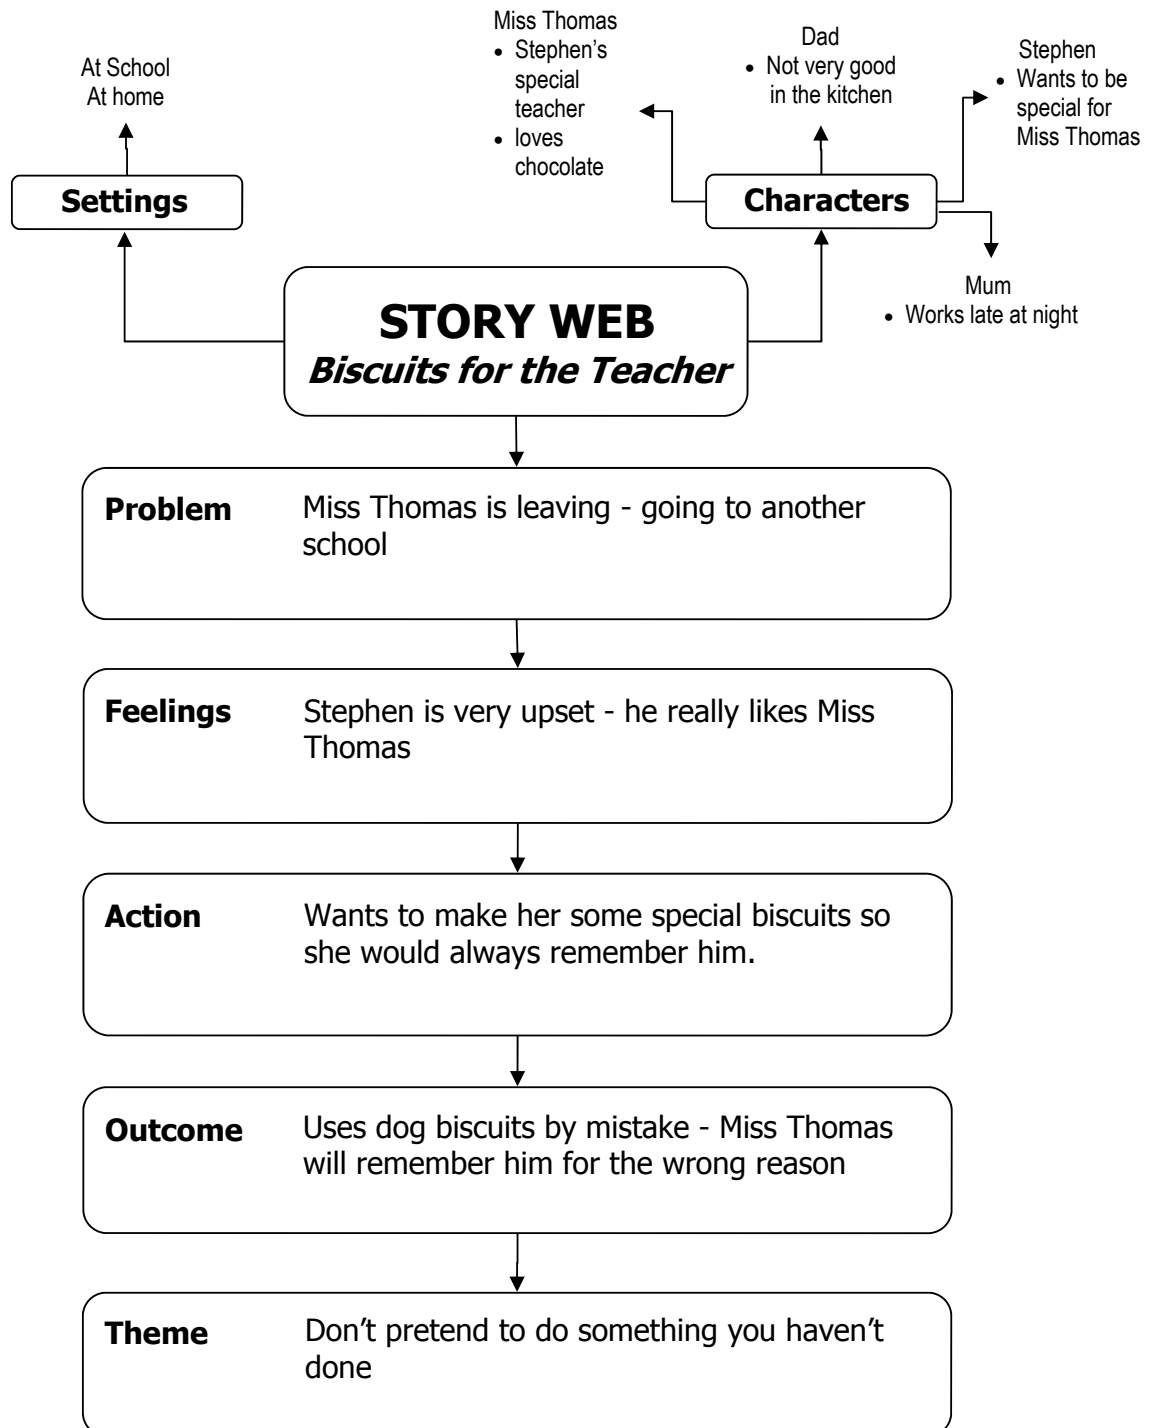 Miss Thomas
• Stephen's
special
teacher
• loves
chocolate
Dad
• Not very good
in the kitchen
Stephen
• Wants to be
special for
Miss Thomas
At School
At home
Settings
Characters
Mum
• Works late at night
STORY WEB
Biscuits for the Teacher
Problem Miss Thomas is leaving - going to another
school
Feelings Stephen is very upset - he really likes Miss
Thomas
Action Wants to make her some special biscuits so
she would always remember him.
Outcome Uses dog biscuits by mistake - Miss Thomas
will remember him for the wrong reason
Theme Don't pretend to do something you haven't
done